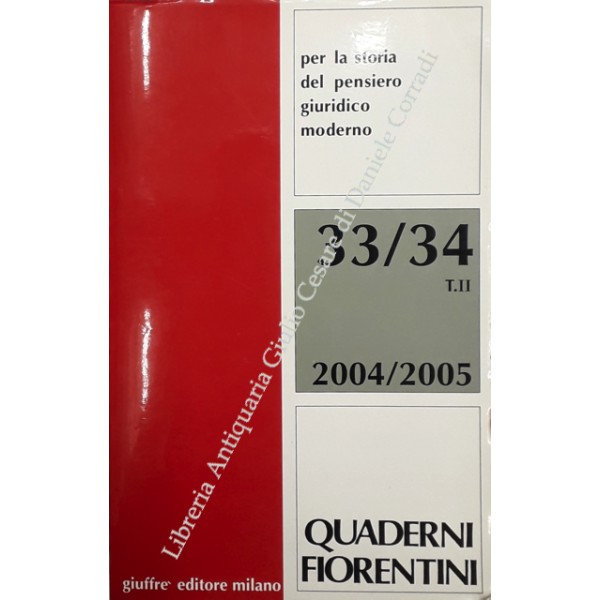 per la storia
del pensiero
giuridico
moderno
33/34
T.II
2004/2005
QUADERNI
FIORENTINI
giuffrè editore milano
Libreria Antiquaria Giulio Cesare di Daniele Corradi